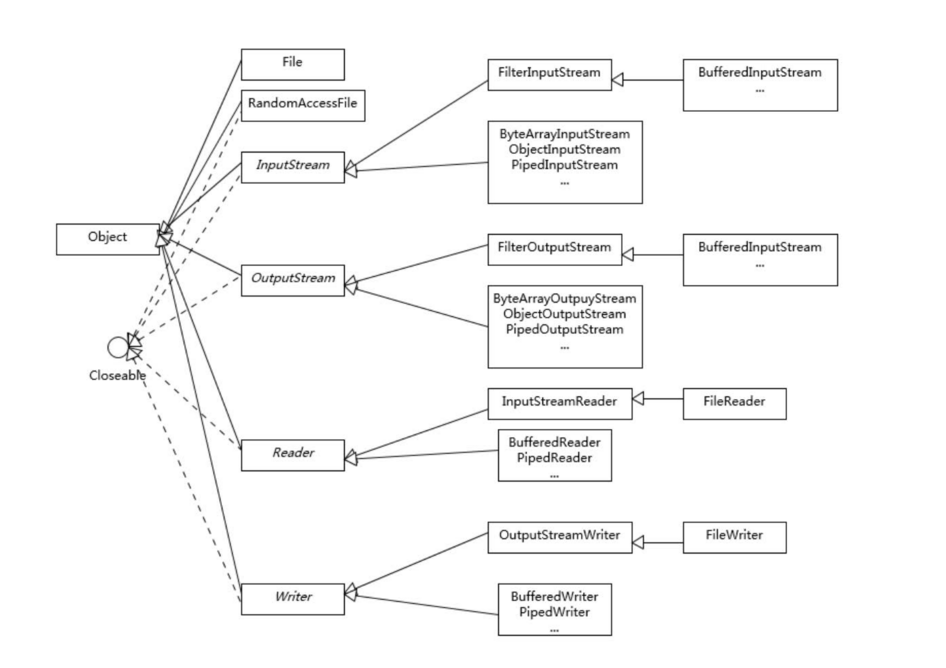 File
RandomAccessFile
InputStream
Object
OutputStream
Closeable
Reader
Writer
FilterInputStream
BufferedInputStream
...
ByteArrayInputStream
ObjectInputStream
PipedInputStream
...
FilterOutputStream
BufferedInputStream
...
ByteArrayOutpuyStream
ObjectOutputStream
PipedOutputStream
...
InputStreamReader
FileReader
BufferedReader
PipedReader
...
OutputStreamWriter
FileWriter
BufferedWriter
PipedWriter
...